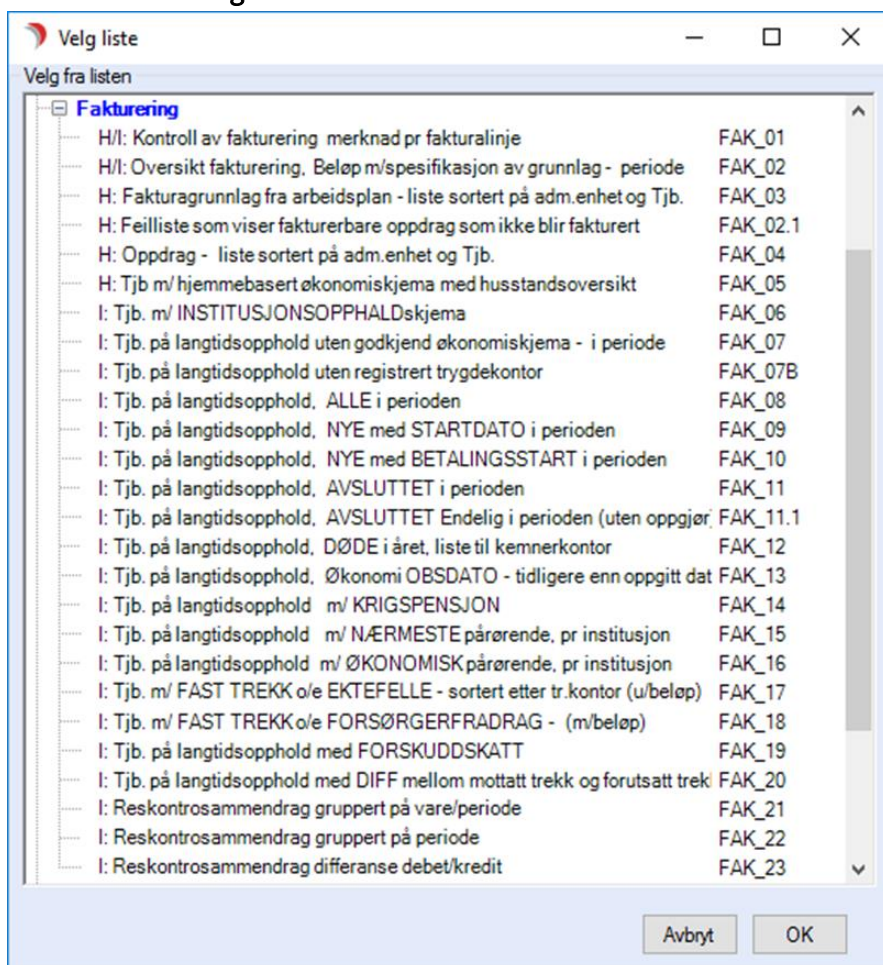 Velg liste
Velg fra listen
Fakturering
H/I: Kontroll av fakturering merknad pr fakturalinje FAK_01
H/I: Oversikt fakturering, Beløp m/spesifikasjon av grunnlag - periode FAK_02
H: Fakturagrunnlag fra arbeidsplan - liste sortert på adm.enhet og Tjb. FAK_03
H: Feilliste som viser fakturerbare oppdrag som ikke blir fakturert FAK_02.1
H: Oppdrag - liste sortert på adm.enhet og Tjb. FAK_04
H: Tjb m/ hjemmebasert økonomiskjema med husstandsoversikt FAK_05
I: Tjb. m/ INSTITUSJONSOPPHALDskjema FAK_06
I: Tjb. på langtidsopphold uten godkjend økonomiskjema - i periode FAK_07
I: Tjb. på langtidsopphold uten registrert trygdekontor FAK_07B
I: Tjb. på langtidsopphold, ALLE i perioden FAK_08
I: Tjb. på langtidsopphold, NYE med STARTDATO i perioden FAK_09
I: Tjb. på langtidsopphold, NYE med BETALINGSSTART i perioden FAK_10
I: Tjb. på langtidsopphold, AVSLUTTET i perioden FAK_11
I: Tjb. på langtidsopphold, AVSLUTTET Endelig i perioden (uten oppgjør FAK_11.1
I: Tjb. på langtidsopphold, DØDE i året, liste til kemnerkontor FAK_12
I: Tjb. på langtidsopphold, Økonomi OBSDATO - tidligere enn oppgitt dat FAK_13
I: Tjb. på langtidsopphold m/ KRIGSPENSJON FAK_14
I: Tjb. på langtidsopphold m/ NÆRMESTE pårørende, pr institusjon FAK_15
I: Tjb. på langtidsopphold m/ ØKONOMISK pårørende, pr institusjon FAK_16
I: Tjb. m/ FAST TREKK o/e EKTEFELLE - sortert etter tr.kontor (u/beløp) FAK_17
I: Tjb. m/ FAST TREKK o/e FORSØRGERFRADRAG - (m/beløp) FAK_18
I: Tjb. på langtidsopphold med FORSKUDDSKATT FAK_19
I: Tjb. på langtidsopphold med DIFF mellom mottatt trekk og forutsatt trek FAK_20
I: Reskontrosammendrag gruppert på vare/periode FAK_21
I: Reskontrosammendrag gruppert på periode FAK_22
I: Reskontrosammendrag differanse debet/kredit FAK_23
Avbryt OK